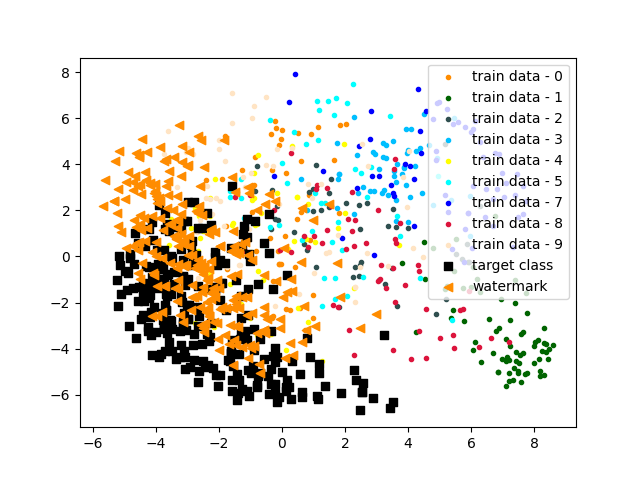 8
6
4
2
0
−2
−4
−6
−6
−4
−2
0
2
4
6
8
train data - 0
train data - 1
train data - 2
train data - 3
train data - 4
train data - 5
train data - 7
train data - 8
train data - 9
target class
watermark